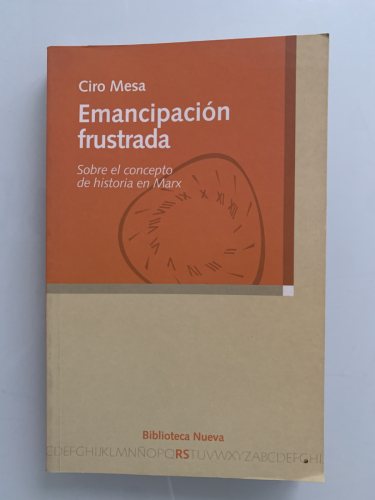 Ciro Mesa
Emancipación
frustrada
Sobre el concepto
de historia en Marx
Biblioteca Nueva
CDEFGHIJKLMNÑOPQRSTUVWXYZABCDEFGHI